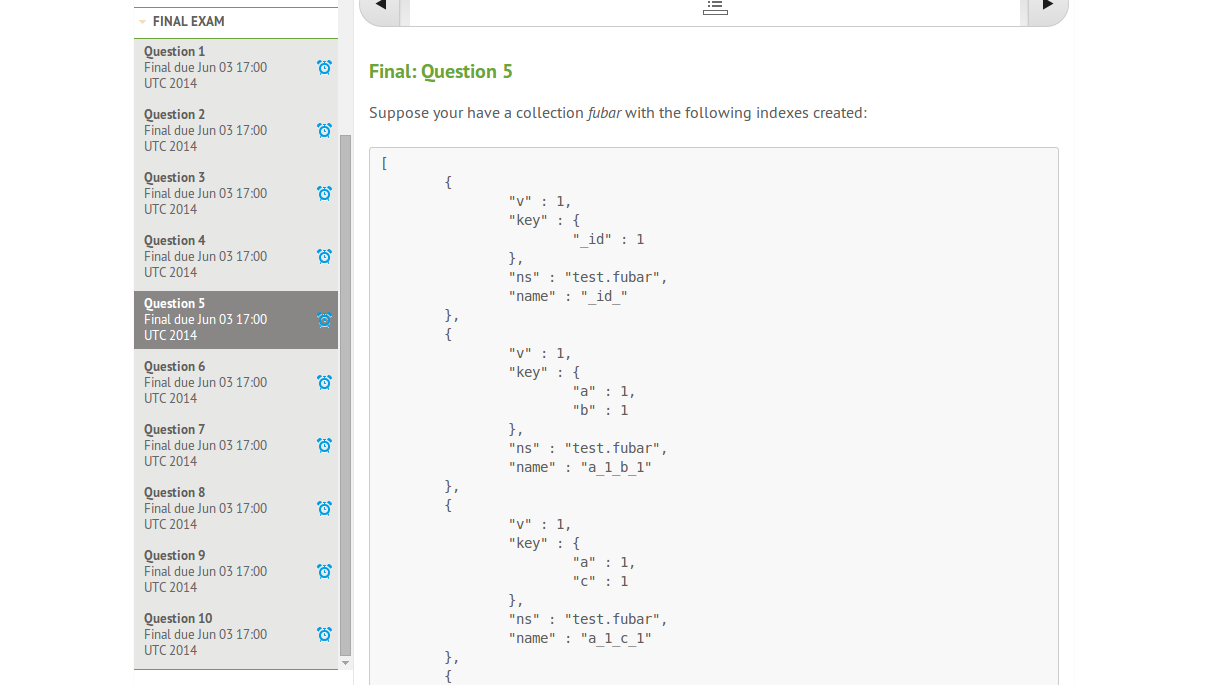 FINAL EXAM
Question 1
Final due Jun 03 17:00
UTC 2014
Question 2
Final due Jun 03 17:00
UTC 2014
Question 3
Final due Jun 03 17:00
UTC 2014
Question 4
Final due Jun 03 17:00
UTC 2014
Question 5
Final due Jun 03 17:00
UTC 2014
Question 6
Final due Jun 03 17:00
UTC 2014
Question 7
Final due Jun 03 17:00
UTC 2014
Question 8
Final due Jun 03 17:00
UTC 2014
Question 9
Final due Jun 03 17:00
UTC 2014
Question 10
Final due Jun 03 17:00
UTC 2014
Final: Question 5
Suppose your have a collection fubar with the following indexes created:
[
{
"v" : 1,
"key" : {
"_id" : 1
},
"ns" : "test.fubar",
"name" : "_id_"
},
{
"v" : 1,
"key" : {
"a" : 1,
"b" : 1
},
"ns" : "test.fubar",
"name" : "a_1_b_1"
},
{
"v" : 1,
"key" : {
"a" : 1,
"c" : 1
},
"ns" : "test.fubar",
"name" : "a_1_c_1"
},
{